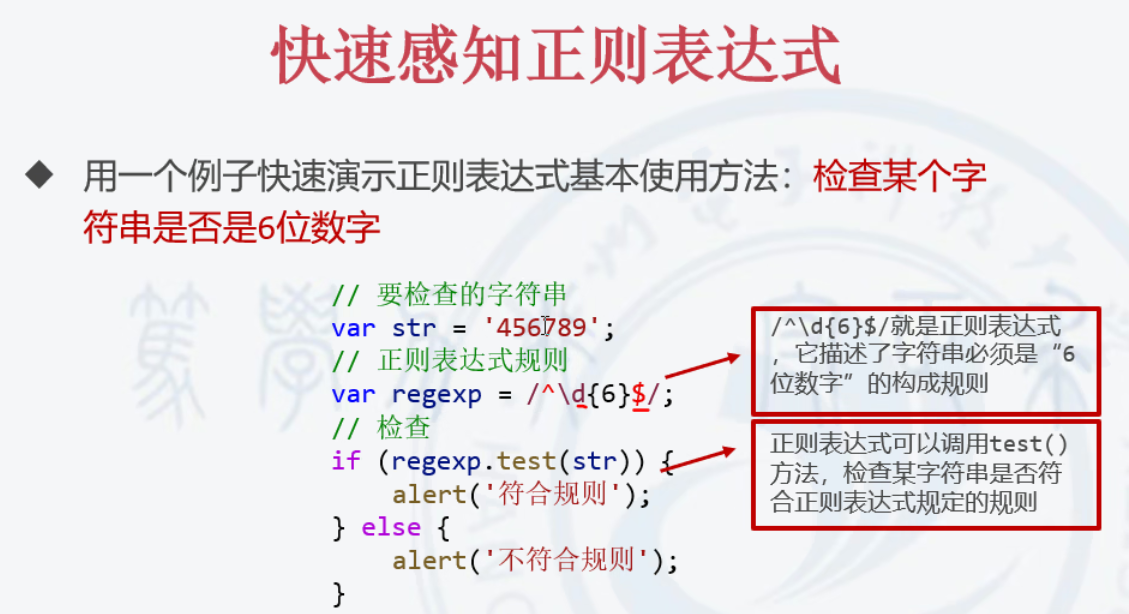 快速感知正则表达式
用一个例子快速演示正则表达式基本使用方法：检查某个字
符串是否是6位数字
// 要检查的字符串
var str = '456789';
// 正则表达式规则
var regexp = /^\d{6}$/;
// 检查
if (regexp.test(str)) {
alert('符合规则');
} else {
alert('不符合规则');
}
/^\d{6}$/就是正则表达式
，它描述了字符串必须是“6
位数字”的构成规则
正则表达式可以调用test()
方法，检查某字符串是否符
合正则表达式规定的规则